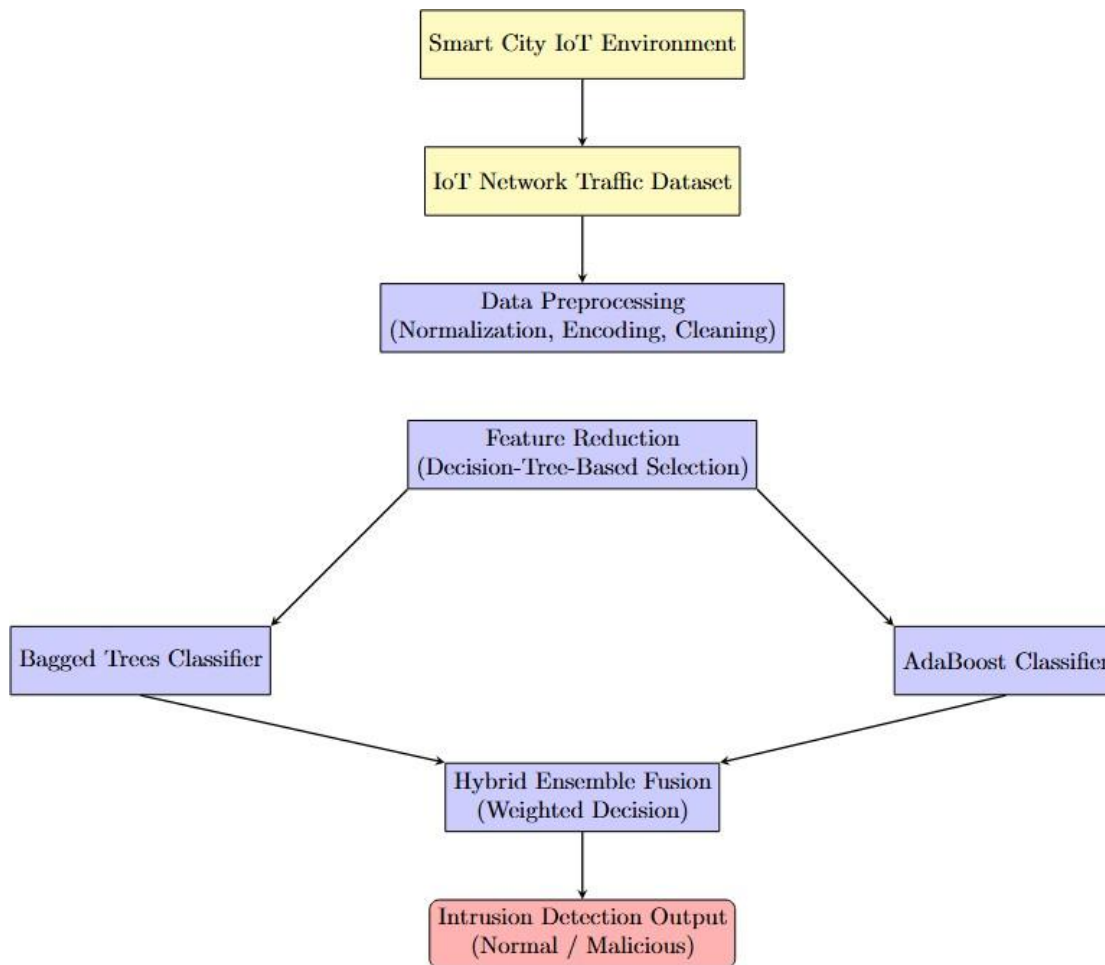 Smart City IoT Environment
IoT Network Traffic Dataset
Data Preprocessing
(Normalization, Encoding, Cleaning)
Feature Reduction
(Decision-Tree-Based Selection)
Bagged Trees Classifier
AdaBoost Classifier
Hybrid Ensemble Fusion
(Weighted Decision)
Intrusion Detection Output
(Normal / Malicious)